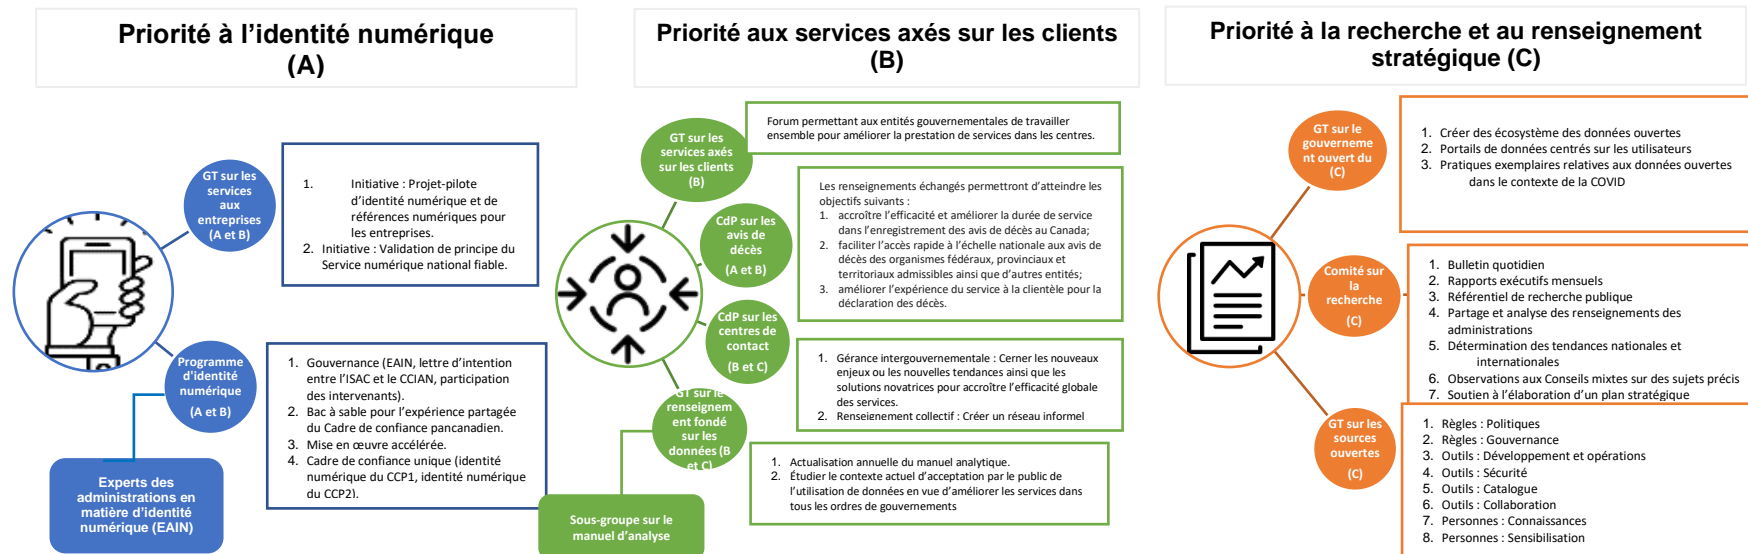 Priorité à l’identité numérique
(A)
GT sur les
services
aux
entreprises
(A et B)
1. Initiative : Projet-pilote
d’identité numérique et de
références numériques pour
les entreprises.
2. Initiative : Validation de principe du
Service numérique national fiable.
Programme
d'identité
numérique
(A et B)
1. Gouvernance (EAIN, lettre d’intention
entre l’ISAC et le CCIAN, participation
des intervenants).
2. Bac à sable pour l’expérience partagée
du Cadre de confiance pancanadien.
3. Mise en œuvre accélérée.
4. Cadre de confiance unique (identité
numérique du CCP1, identité numérique
du CCP2).
Experts des
administrations en
matière d’identité
numérique (EAIN)
Priorité aux services axés sur les clients
(B)
GT sur les
services axés
sur les clients
(B)
Forum permettant aux entités gouvernementales de travailler
ensemble pour améliorer la prestation de services dans les centres.
CdP sur les
avis de
décès
(A et B)
Les renseignements échangés permettront d’atteindre les
objectifs suivants :
1. accroître l’efficacité et améliorer la durée de service
dans l’enregistrement des avis de décès au Canada;
2. faciliter l’accès rapide à l’échelle nationale aux avis de
décès des organismes fédéraux, provinciaux et
territoriaux admissibles ainsi que d’autres entités;
3. améliorer l’expérience du service à la clientèle pour la
déclaration des décès.
CdP sur les
centres de
contact
(B et C)
1. Gérance intergouvernementale : Cerner les nouveaux
enjeux ou les nouvelles tendances ainsi que les
solutions novatrices pour accroître l’efficacité globale
des services.
2. Renseignement collectif : Créer un réseau informel
GT sur le
renseignem
ent fondé
sur les
données (B
et C)
1. Actualisation annuelle du manuel analytique.
2. Étudier le contexte actuel d’acceptation par le public de
l’utilisation de données en vue d’améliorer les services dans
tous les ordres de gouvernements
Sous-groupe sur le
manuel d’analyse
Priorité à la recherche et au renseignement
stratégique (C)
GT sur le
gouverneme
nt ouvert du
(C)
1. Créer des écosystème des données ouvertes
2. Portails de données centrés sur les utilisateurs
3. Pratiques exemplaires relatives aux données ouvertes
dans le contexte de la COVID
Comité sur
la
recherche
(C)
1. Bulletin quotidien
2. Rapports exécutifs mensuels
3. Référentiel de recherche publique
4. Partage et analyse des renseignements des
administrations
5. Détermination des tendances nationales et
internationales
6. Observations aux Conseils mixtes sur des sujets précis
7. Soutien à l’élaboration d’un plan stratégique
GT sur les
sources
ouvertes
(C)
1. Règles : Politiques
2. Règles : Gouvernance
3. Outils : Développement et opérations
4. Outils : Sécurité
5. Outils : Catalogue
6. Outils : Collaboration
7. Personnes : Connaissances
8. Personnes : Sensibilisation